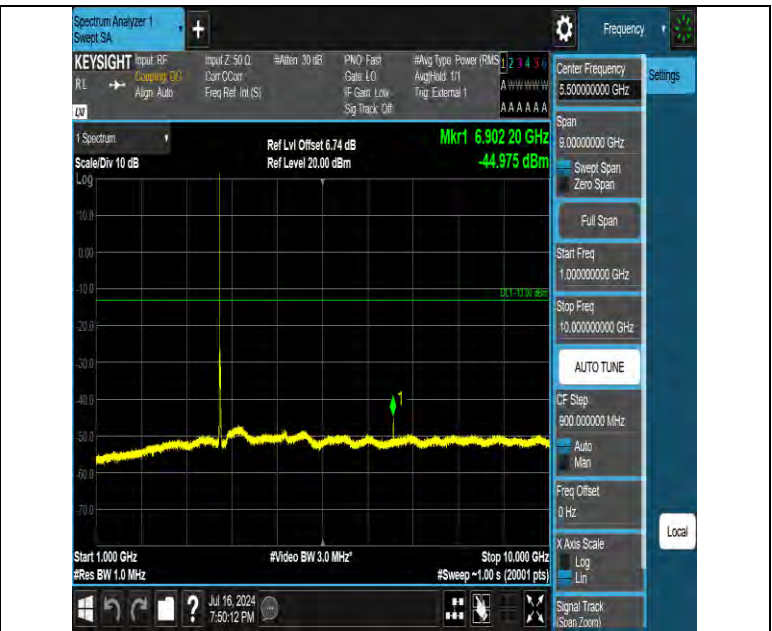 Spectrum Analyzer 1
Swept SA
+
Frequency
KEYSIGHT
RL
Input: RF
Coupling: DC
Align: Auto
Input Z: 50 Ω
Corr CCorr
Freq Ref: Int (S)
#Atten: 30 dB
PNO: Fast
Gate: LO
IF Gain: Low
Sig Track: Off
#Avg Type: Power (RMS
Avg|Hold: 1/1
Trig: External 1
1 2 3 4 5 6
A W W W W W
A A A A A A
1 Spectrum
Scale/Div 10 dB
Log
Ref Lvl Offset 6.74 dB
Ref Level 20.00 dBm
Mkr1 6.902 20 GHz
-44.975 dBm
10.0
0.00
-10.0
DL1 -13.00 dBm
-20.0
-30.0
-40.0
1
-50.0
-60.0
-70.0
Start 1.000 GHz
#Res BW 1.0 MHz
#Video BW 3.0 MHz*
Stop 10.000 GHz
#Sweep ~1.00 s (20001 pts)
Jul 16, 2024
7:50:12 PM
?
Center Frequency
5.500000000 GHz
Settings
Span
9.00000000 GHz
Swept Span
Zero Span
Full Span
Start Freq
1.000000000 GHz
Stop Freq
10.000000000 GHz
AUTO TUNE
CF Step
900.000000 MHz
Auto
Man
Freq Offset
0 Hz
X Axis Scale
Log
Lin
Local
Signal Track
(Span Zoom)